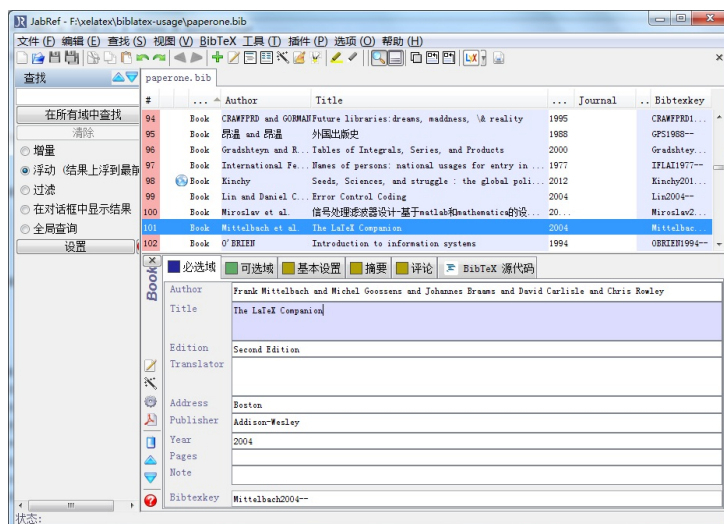 JabRef - F:\xelatex\biblatex-usage\paperone.bib
文件 (F) 编辑 (E) 查找 (S) 视图 (V) BibTeX 工具 (T) 插件 (P) 选项 (O) 帮助 (H)
查找
在所有域中查找
清除
增量
浮动 (结果上浮到最前
过滤
在对话框中显示结果
全局查询
设置
paperone.bib
# ... Author Title ... Journal .. Bibtexkey
94 Book CRAWFPRD and GORMAN Future libraries:dreams, maddness, \& reality 1995 CRAWFPRD1...
95 Book 昂温 and 昂温 外国出版史 1988 GPS1988--
96 Book Gradshteyn and R... Tables of Integrals, Series, and Products 2000 Gradshtey...
97 Book International Fe... Names of persons: national usages for entry in ... 1977 IFLAI1977--
98 Book Kinchy Seeds, Sciences, and struggle : the global poli... 2012 Kinchy201...
99 Book Lin and Daniel C... Error Control Coding 2004 Lin2004--
100 Book Miroslav et al. 信号处理滤波器设计-基于matlab和mathematica的设... 20... Miroslav2...
101 Book Mittelbach et al. The LaTeX Companion 2004 Mittelbac...
102 Book O'BRIEN Introduction to information systems 1994 OBRIEN1994--
Book
必选域 可选域 基本设置 摘要 评论 BibTeX 源代码
Author Frank Mittelbach and Michel Goossens and Johannes Braams and David Carlisle and Chris Rowley
Title The LaTeX Companion
Edition Second Edition
Translator
Address Boston
Publisher Addison-Wesley
Year 2004
Pages
Note
Bibtexkey Mittelbach2004--
状态: